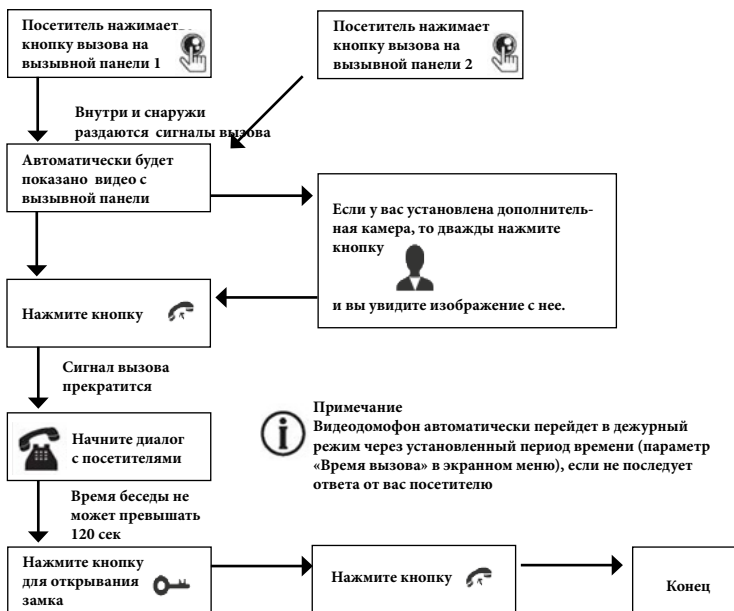 Посетитель нажимает
кнопку вызова на
вызывной панели 1
Посетитель нажимает
кнопку вызова на
вызывной панели 2
Внутри и снаружи
раздаются сигналы вызова
Автоматически будет
показано видео с
вызывной панели
Если у вас установлена дополнитель-
ная камера, то дважды нажмите
кнопку
и вы увидите изображение с нее.
Нажмите кнопку
Сигнал вызова
прекратится
Начните диалог
с посетителями
Примечание
Видеодомофон автоматически перейдет в дежурный
режим через установленный период времени (параметр
«Время вызова» в экранном меню), если не последует
ответа от вас посетителю
Время беседы не
может превышать
120 сек
Нажмите кнопку
для открывания
замка
Нажмите кнопку
Конец